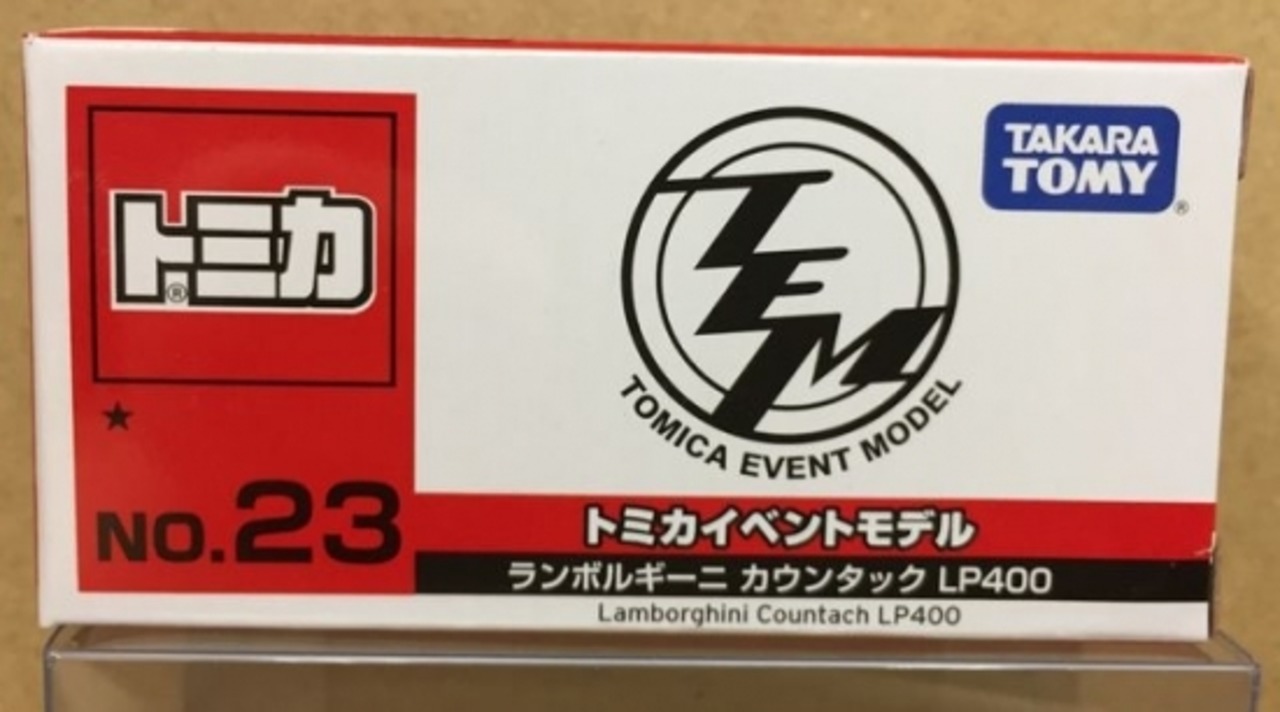 トミカ®
★
NO.23
TEM
TOMICA EVENT MODEL
TAKARA
TOMY®
トミカイベントモデル
ランボルギーニ カウンタック LP400
Lamborghini Countach LP400